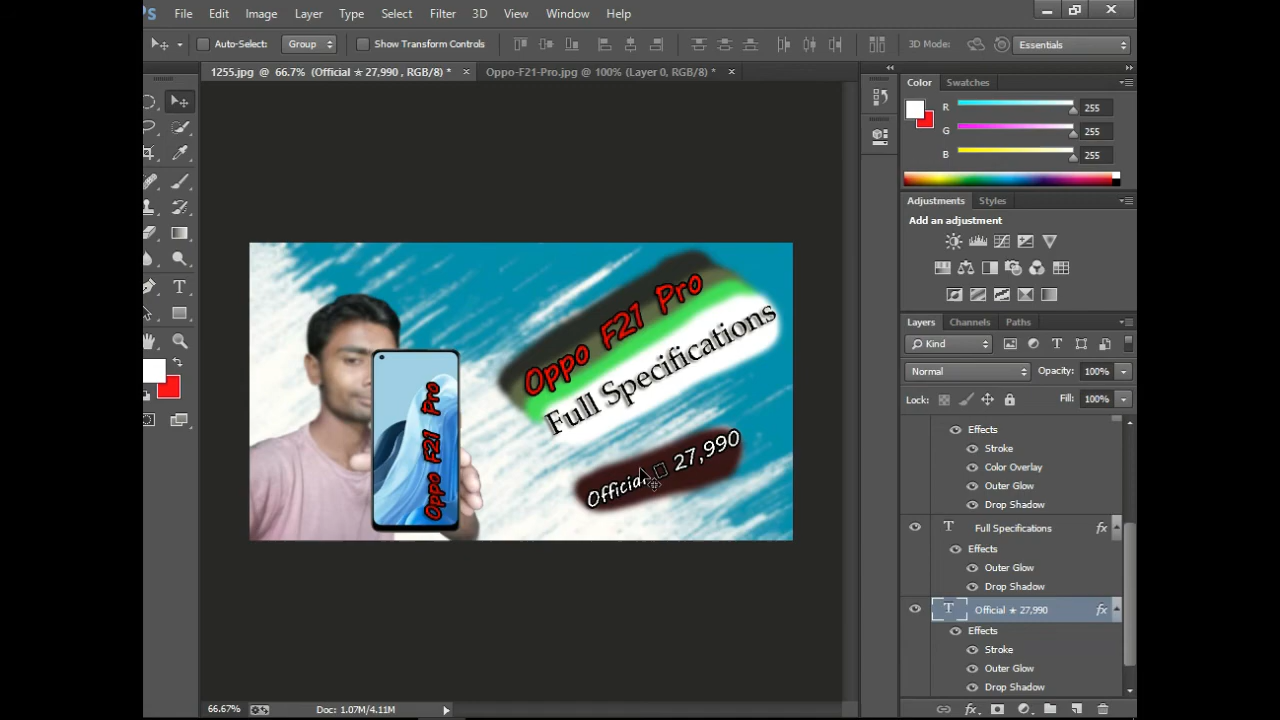 PS File Edit Image Layer Type Select Filter 3D View Window Help
Auto-Select: Group Show Transform Controls 3D Mode: Essentials
1255.jpg @ 66.7% (Official ★ 27,990 , RGB/8) * × Oppo-F21-Pro.jpg @ 100% (Layer 0, RGB/8) * ×
Color Swatches
R 255
G 255
B 255
Adjustments Styles
Add an adjustment
Oppo F21 Pro
Full Specifications
Official 27,990
Oppo F21 Pro
Layers Channels Paths
Kind
Normal Opacity: 100%
Lock: Fill: 100%
Effects
Stroke
Color Overlay
Outer Glow
Drop Shadow
T Full Specifications fx
Effects
Outer Glow
Drop Shadow
T Official ★ 27,990 fx
Effects
Stroke
Outer Glow
Drop Shadow
66.67% Doc: 1.07M/4.11M
fx